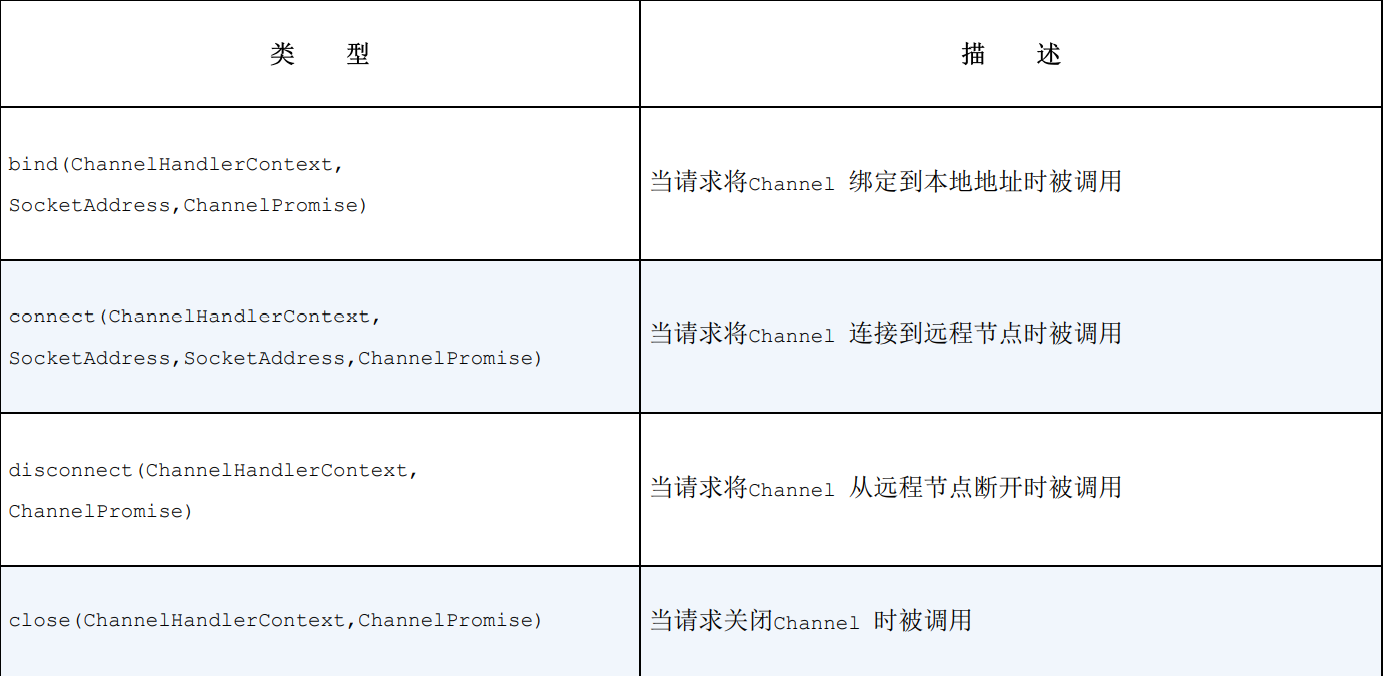 类 型 描 述
bind(ChannelHandlerContext,
SocketAddress,ChannelPromise)
当请求将Channel 绑定到本地地址时被调用
connect(ChannelHandlerContext,
SocketAddress,SocketAddress,ChannelPromise)
当请求将Channel 连接到远程节点时被调用
disconnect(ChannelHandlerContext,
ChannelPromise)
当请求将Channel 从远程节点断开时被调用
close(ChannelHandlerContext,ChannelPromise)
当请求关闭Channel 时被调用